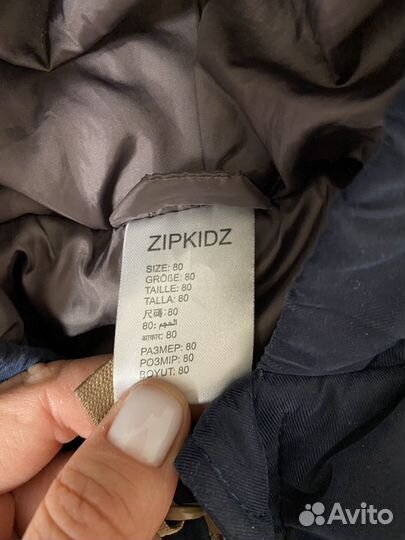 ZIPKIDZ
SIZE: 80
GRÖßE: 80
TAILLE: 80
TALLA: 80
尺碼: 80
الحجم: 80
आकार: 80
РАЗМЕР: 80
РОЗМІР: 80
BOYUT: 80
Avito